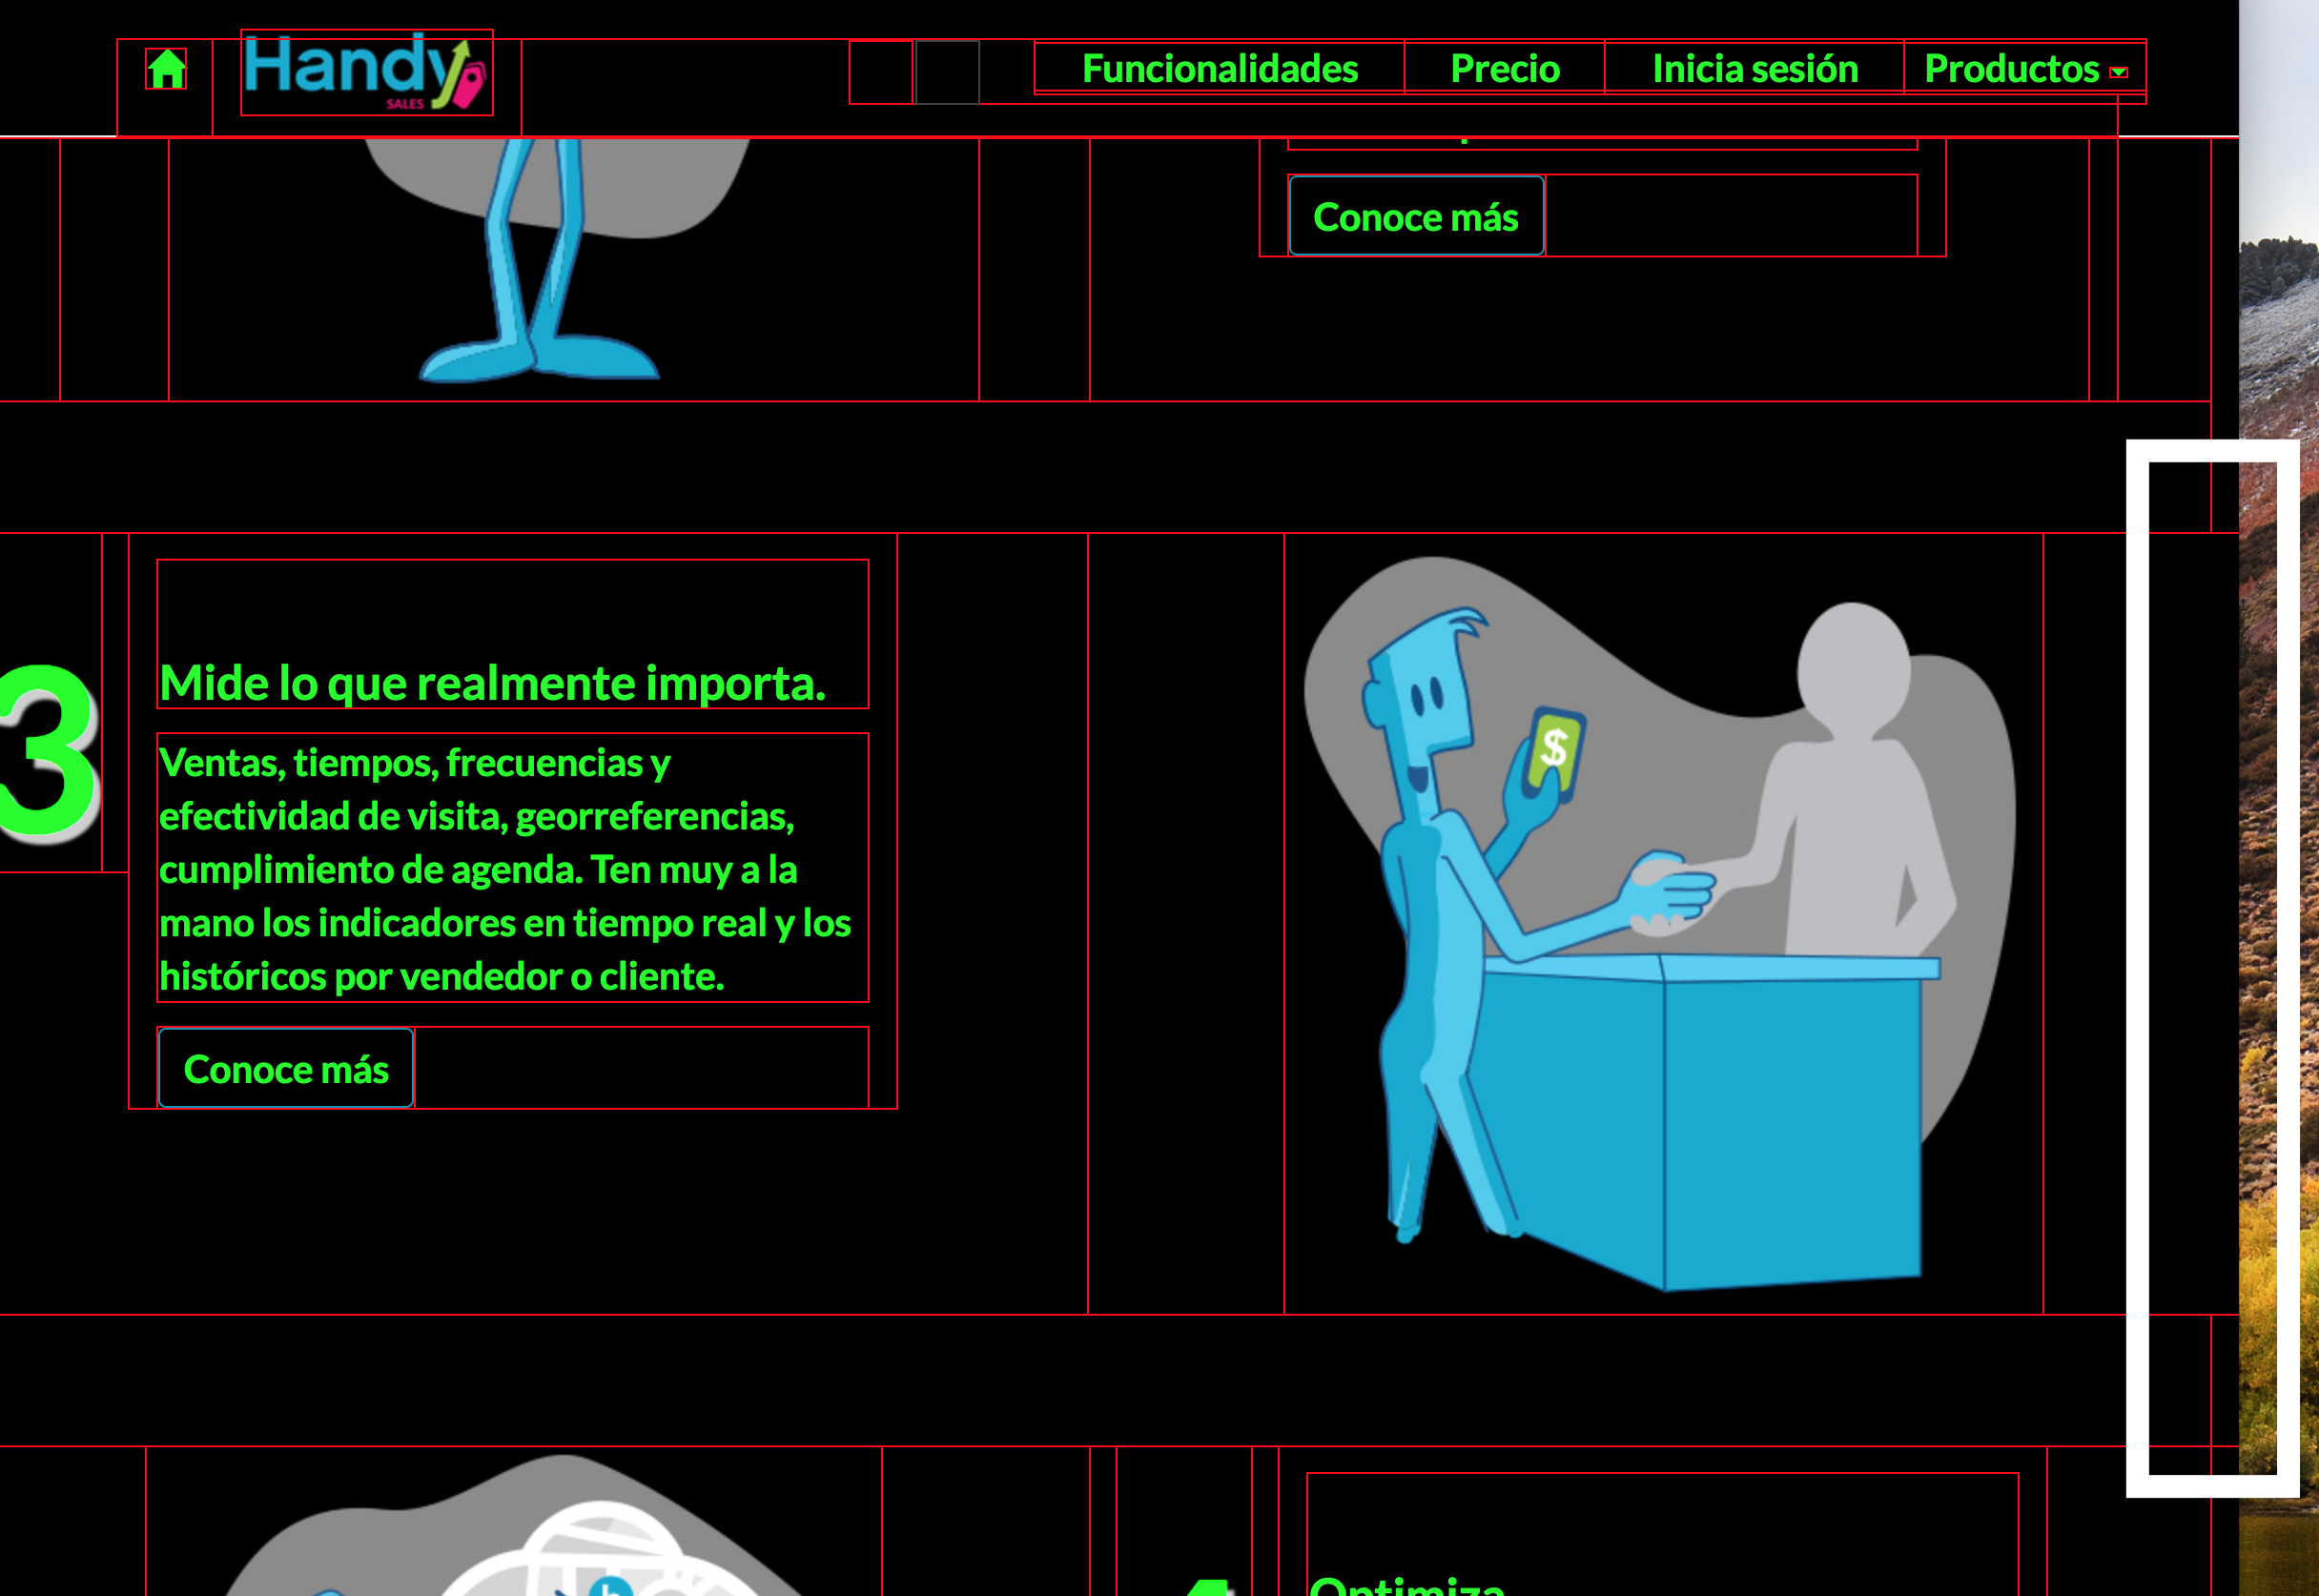 Handy
SALES
Funcionalidades
Precio
Inicia sesión
Productos
Conoce más
3
Mide lo que realmente importa.
Ventas, tiempos, frecuencias y
efectividad de visita, georreferencias,
cumplimiento de agenda. Ten muy a la
mano los indicadores en tiempo real y los
históricos por vendedor o cliente.
$
Conoce más
Optimiza